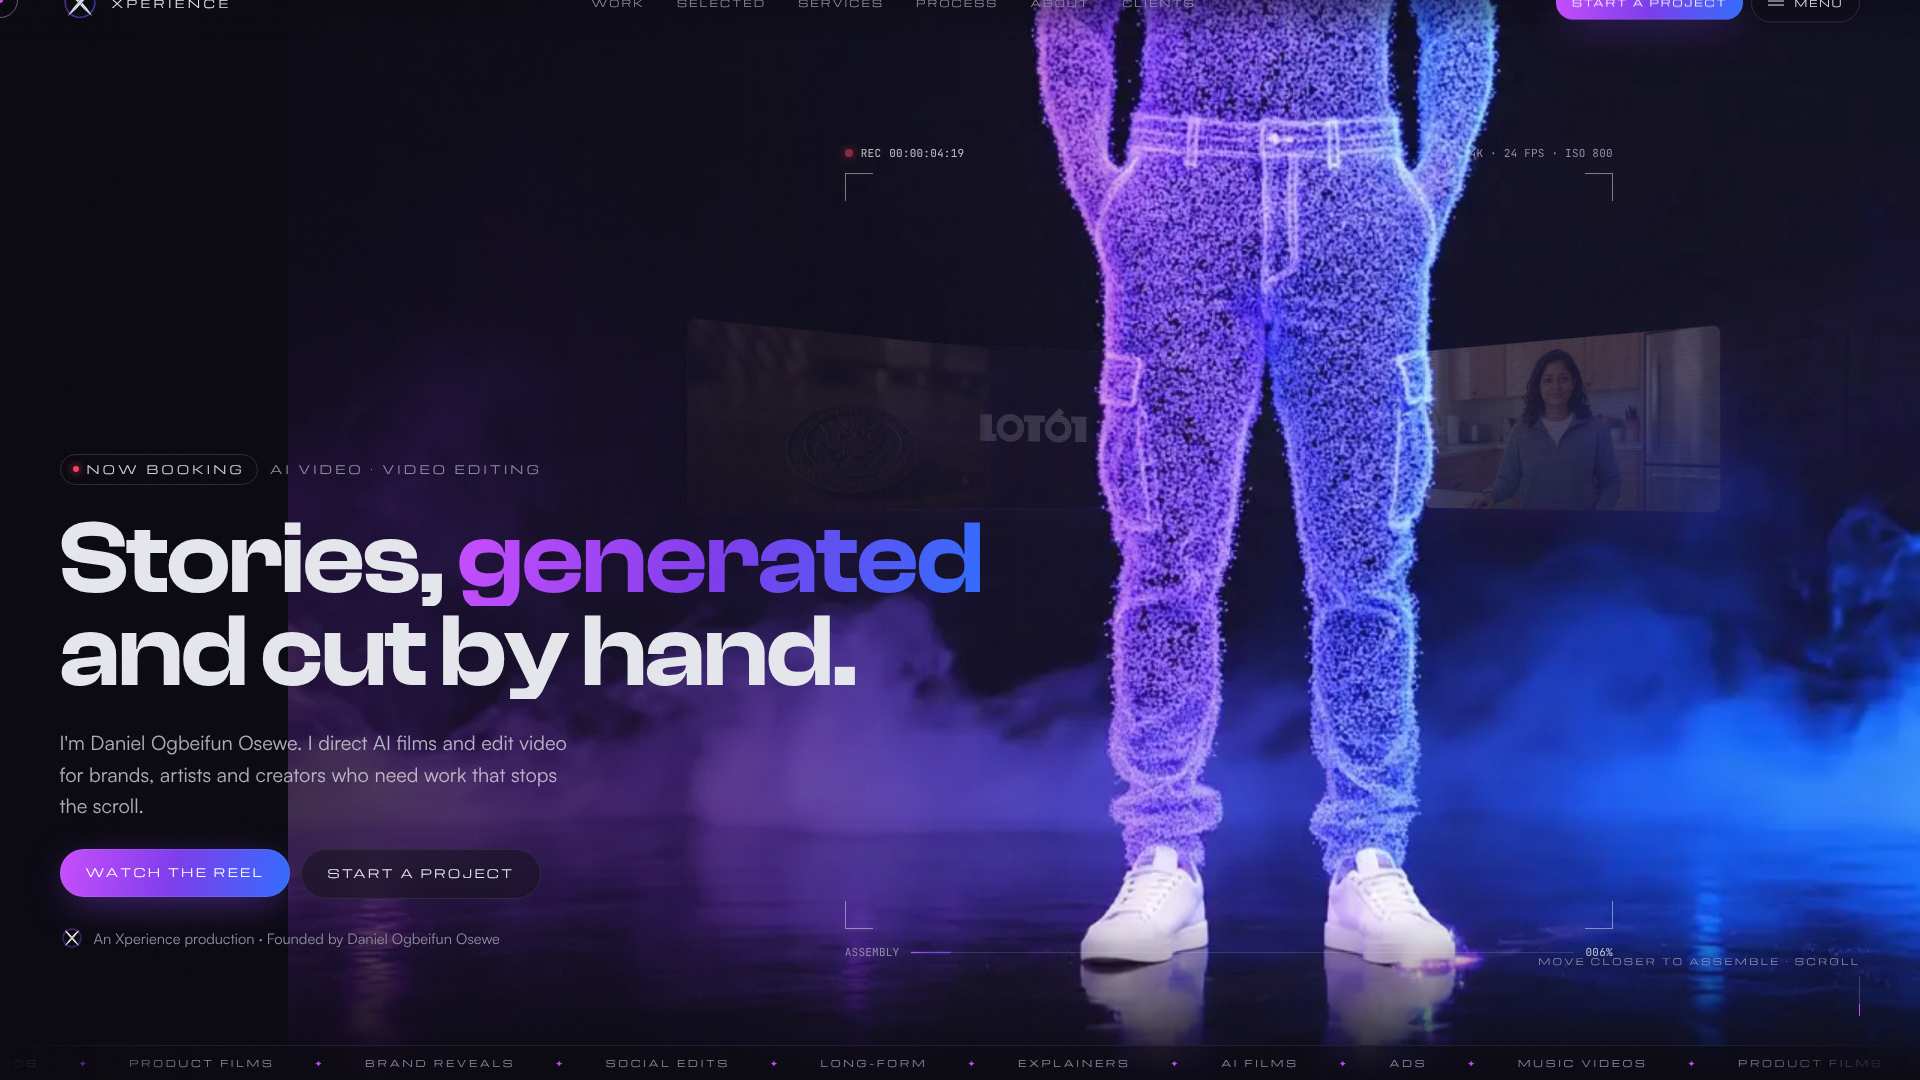 XPERIENCE
WORK SELECTED SERVICES PROCESS ABOUT CLIENTS
START A PROJECT
MENU
REC 00:00:04:19
4K · 24 FPS · ISO 800
LOT61
NOW BOOKING
AI VIDEO · VIDEO EDITING
Stories, generated
and cut by hand.
I'm Daniel Ogbeifun Osewe. I direct AI films and edit video
for brands, artists and creators who need work that stops
the scroll.
WATCH THE REEL
START A PROJECT
An Xperience production · Founded by Daniel Ogbeifun Osewe
ASSEMBLY
006%
MOVE CLOSER TO ASSEMBLE · SCROLL
PRODUCT FILMS ✦ BRAND REVEALS ✦ SOCIAL EDITS ✦ LONG-FORM ✦ EXPLAINERS ✦ AI FILMS ✦ ADS ✦ MUSIC VIDEOS ✦ PRODUCT FILMS